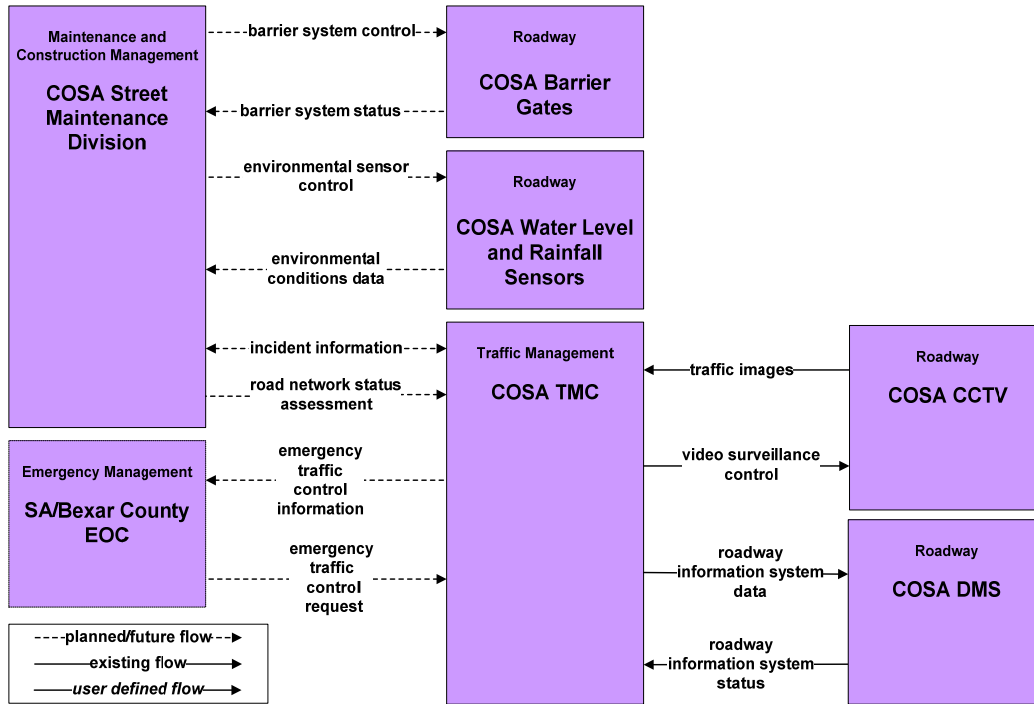 Maintenance and
Construction Management
COSA Street
Maintenance
Division
barrier system control
barrier system status
Roadway
COSA Barrier
Gates
environmental sensor
control
environmental
conditions data
Roadway
COSA Water Level
and Rainfall
Sensors
incident information
road network status
assessment
Traffic Management
COSA TMC
traffic images
video surveillance
control
Roadway
COSA CCTV
Emergency Management
SA/Bexar County
EOC
emergency
traffic
control
information
emergency
traffic
control
request
roadway
information system
data
roadway
information system
status
Roadway
COSA DMS
planned/future flow
existing flow
user defined flow